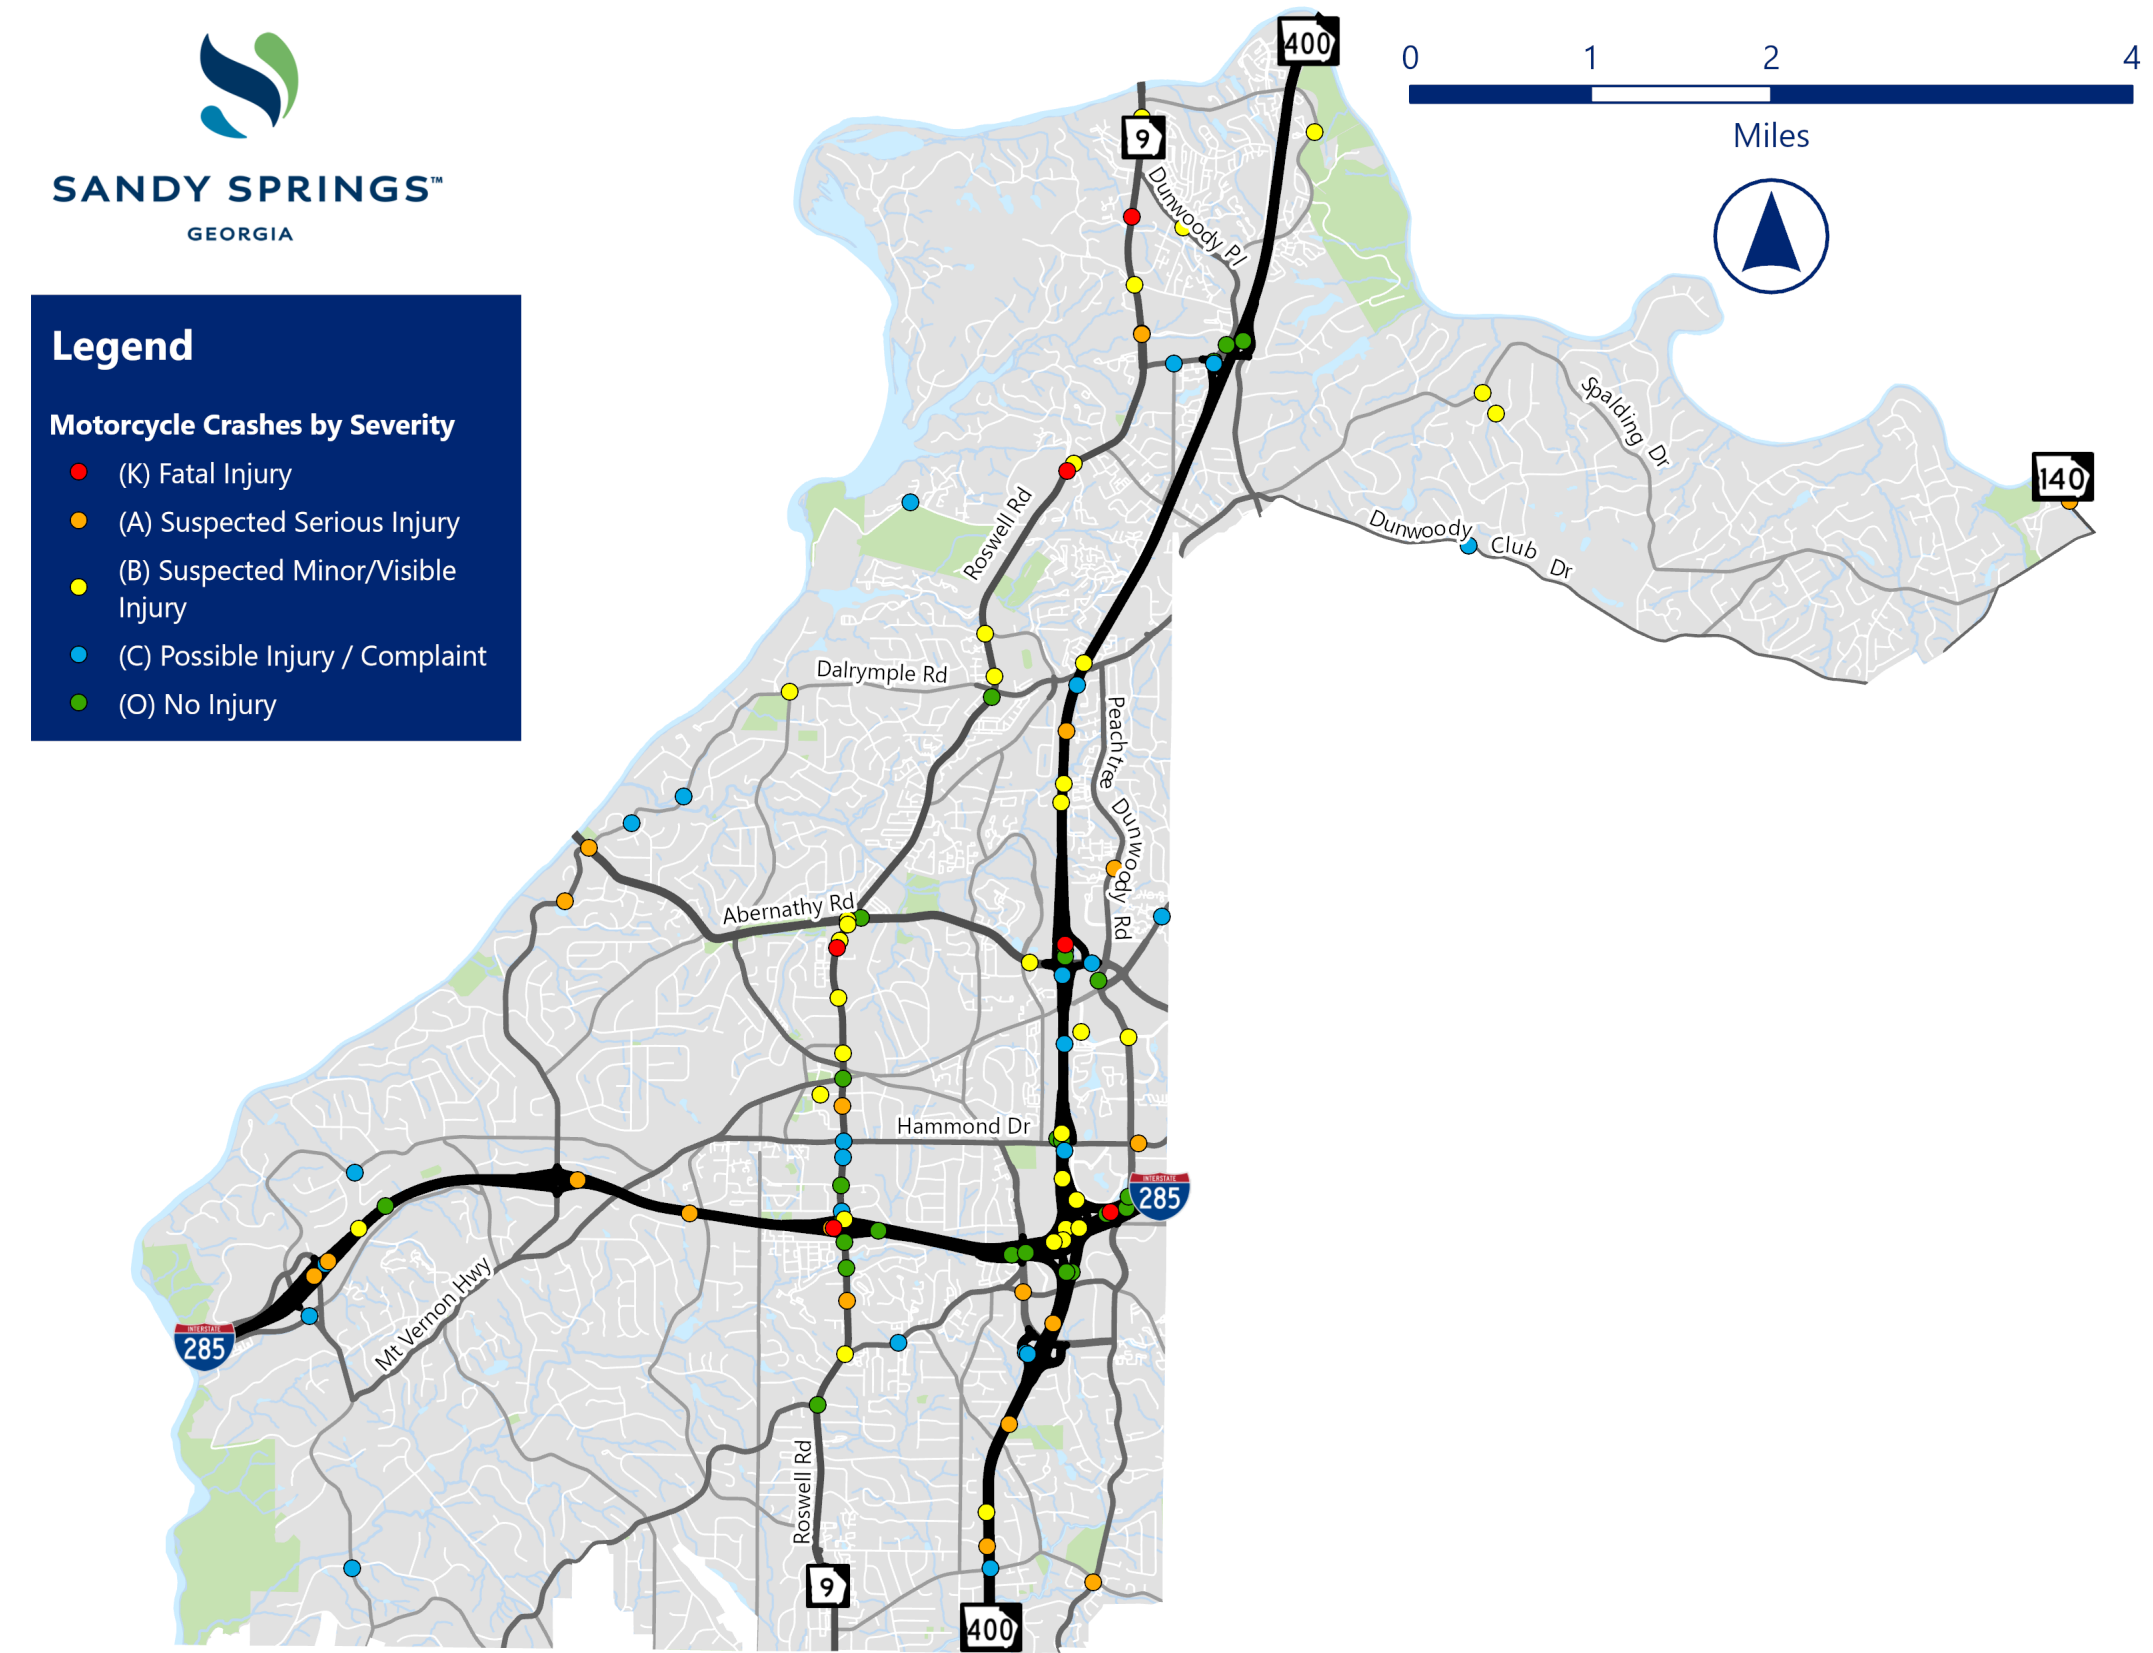 SANDY SPRINGS™
GEORGIA
Legend
Motorcycle Crashes by Severity
(K) Fatal Injury
(A) Suspected Serious Injury
(B) Suspected Minor/Visible
Injury
(C) Possible Injury / Complaint
(O) No Injury
0 1 2 4
Miles
400
9
Dunwoody Pl
Spalding Dr
140
Roswell Rd
Dunwoody Club Dr
Dalrymple Rd
Peachtree Dunwoody Rd
Abernathy Rd
Hammond Dr
INTERSTATE
285
Mt Vernon Hwy
INTERSTATE
285
Roswell Rd
9
400